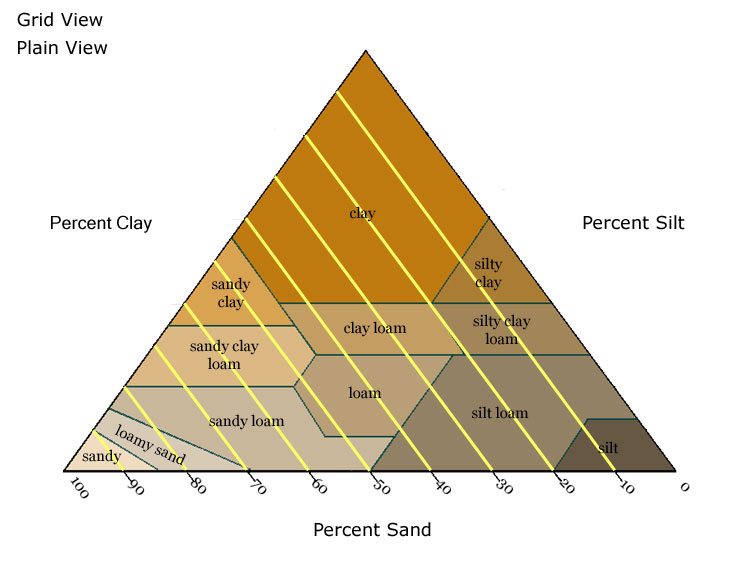 Grid View
Plain View
clay
Percent Clay
Percent Silt
silty
clay
sandy
clay
clay loam
silty clay
loam
sandy clay
loam
loam
silt loam
sandy loam
loamy sand
silt
sandy
100
90
80
70
60
50
40
30
20
10
0
Percent Sand